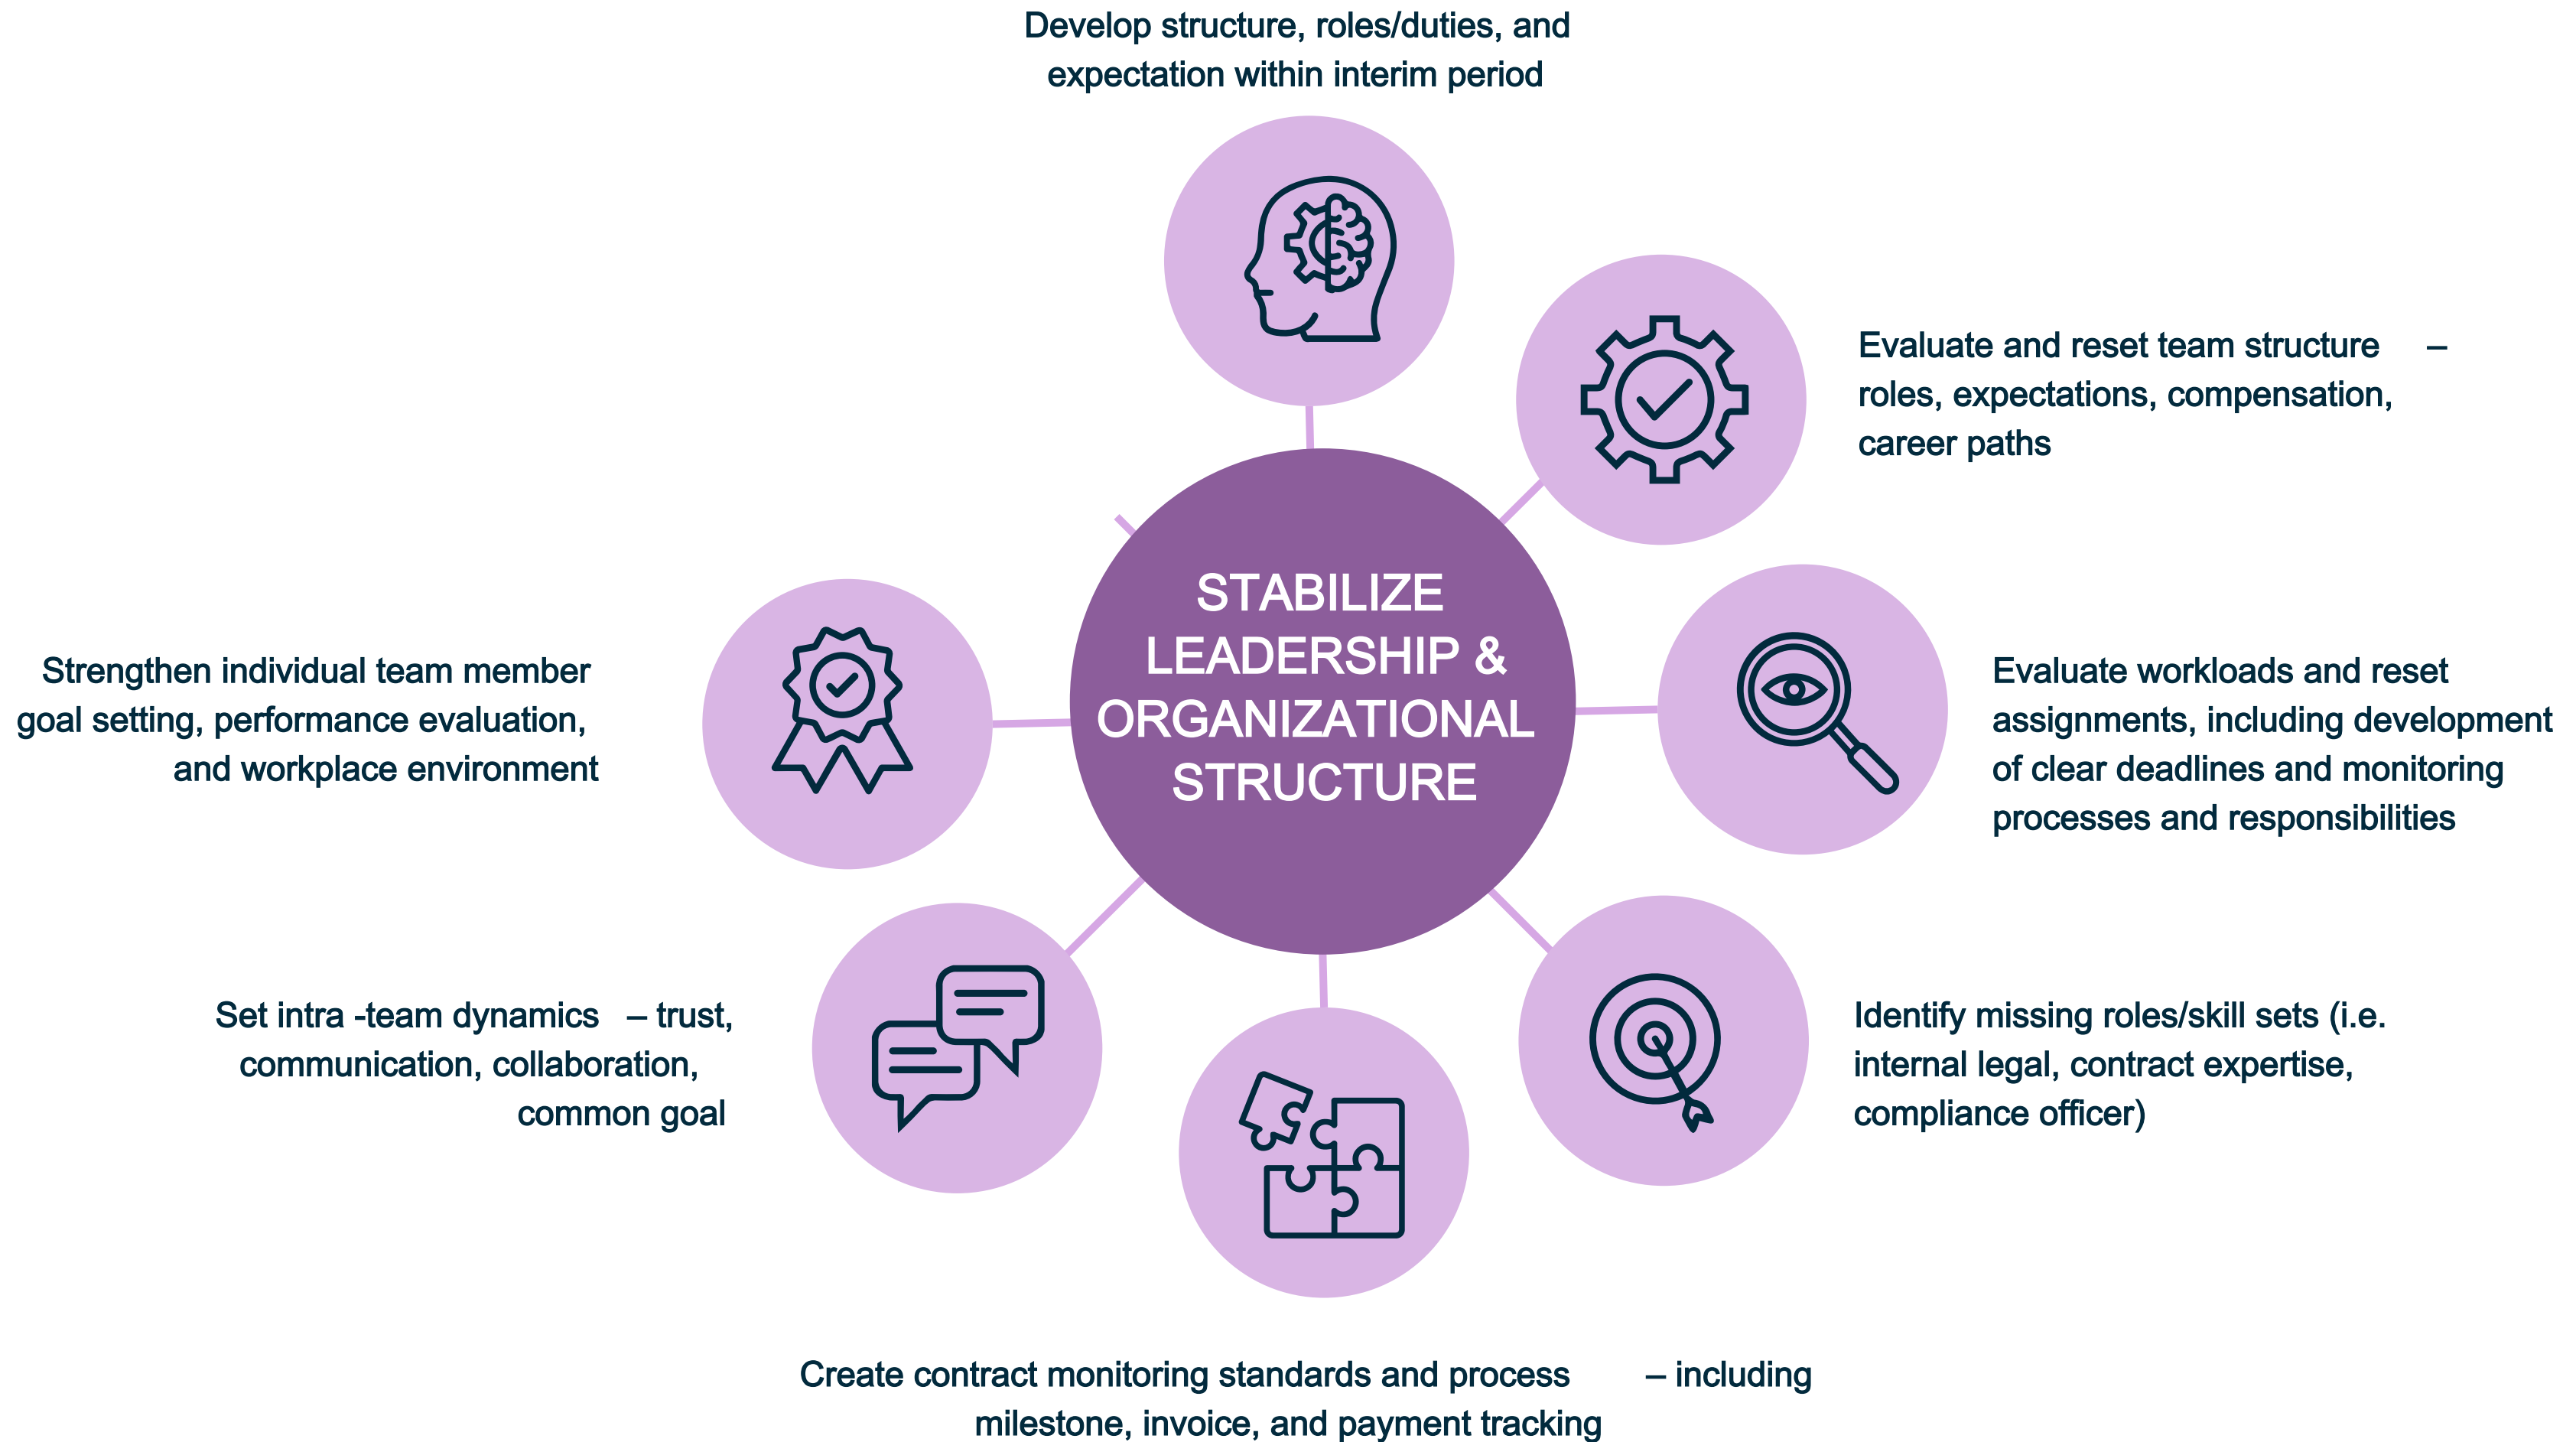 Develop structure, roles/duties, and
expectation within interim period
Evaluate and reset team structure –
roles, expectations, compensation,
career paths
STABILIZE
LEADERSHIP &
ORGANIZATIONAL
STRUCTURE
Strengthen individual team member
goal setting, performance evaluation,
and workplace environment
Evaluate workloads and reset
assignments, including development
of clear deadlines and monitoring
processes and responsibilities
Set intra -team dynamics – trust,
communication, collaboration,
common goal
Identify missing roles/skill sets (i.e.
internal legal, contract expertise,
compliance officer)
Create contract monitoring standards and process – including
milestone, invoice, and payment tracking